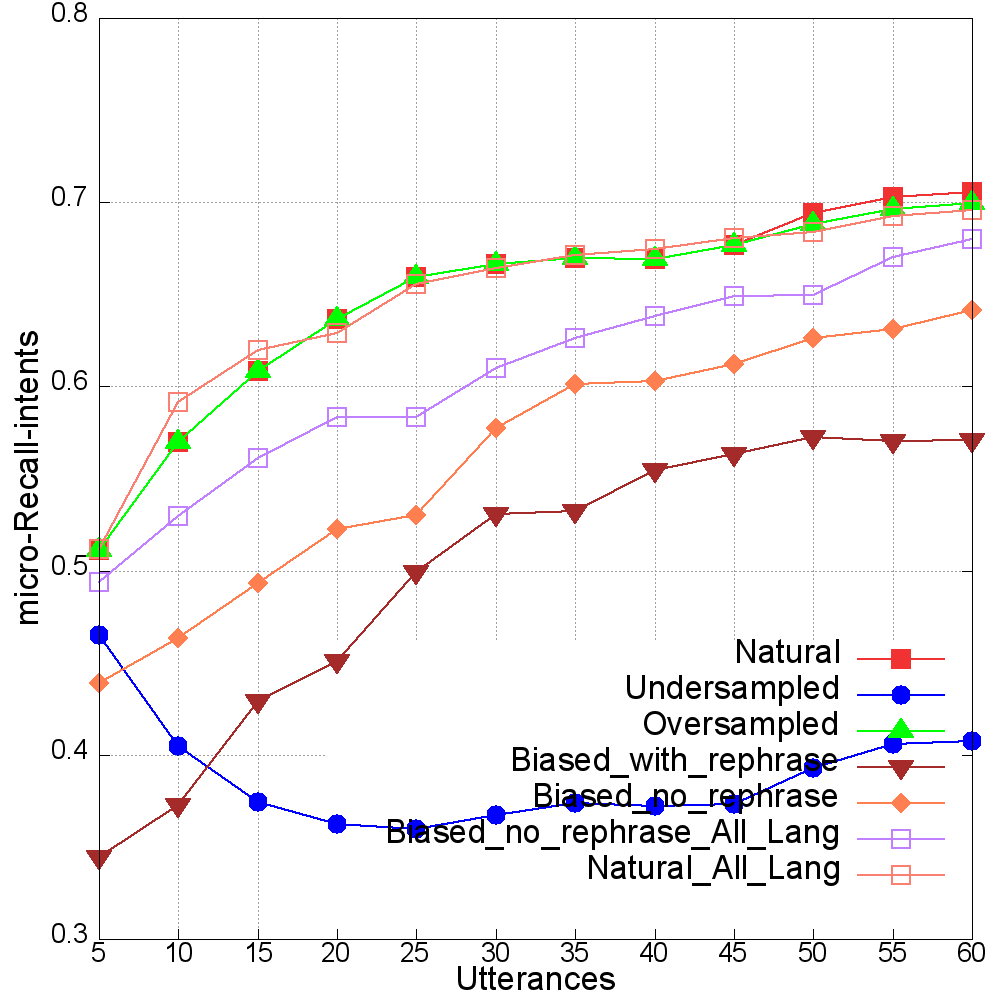 0.8
0.7
0.6
0.5
0.4
0.3
micro-Recall-intents
Natural
Undersampled
Oversampled
Biased_with_rephrase
Biased_no_rephrase
Biased_no_rephrase_All_Lang
Natural_All_Lang
5 10 15 20 25 30 35 40 45 50 55 60
Utterances